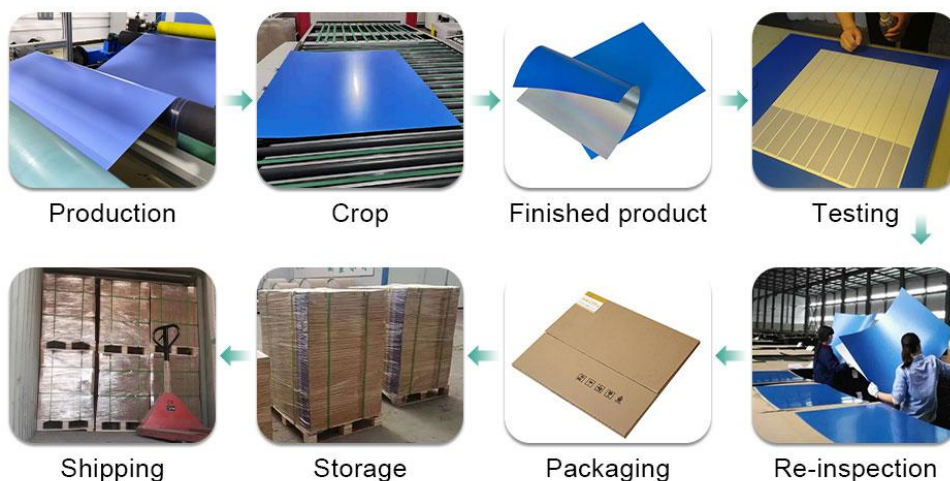 Production
Crop
Finished product
Testing
Shipping
Storage
Packaging
Re-inspection